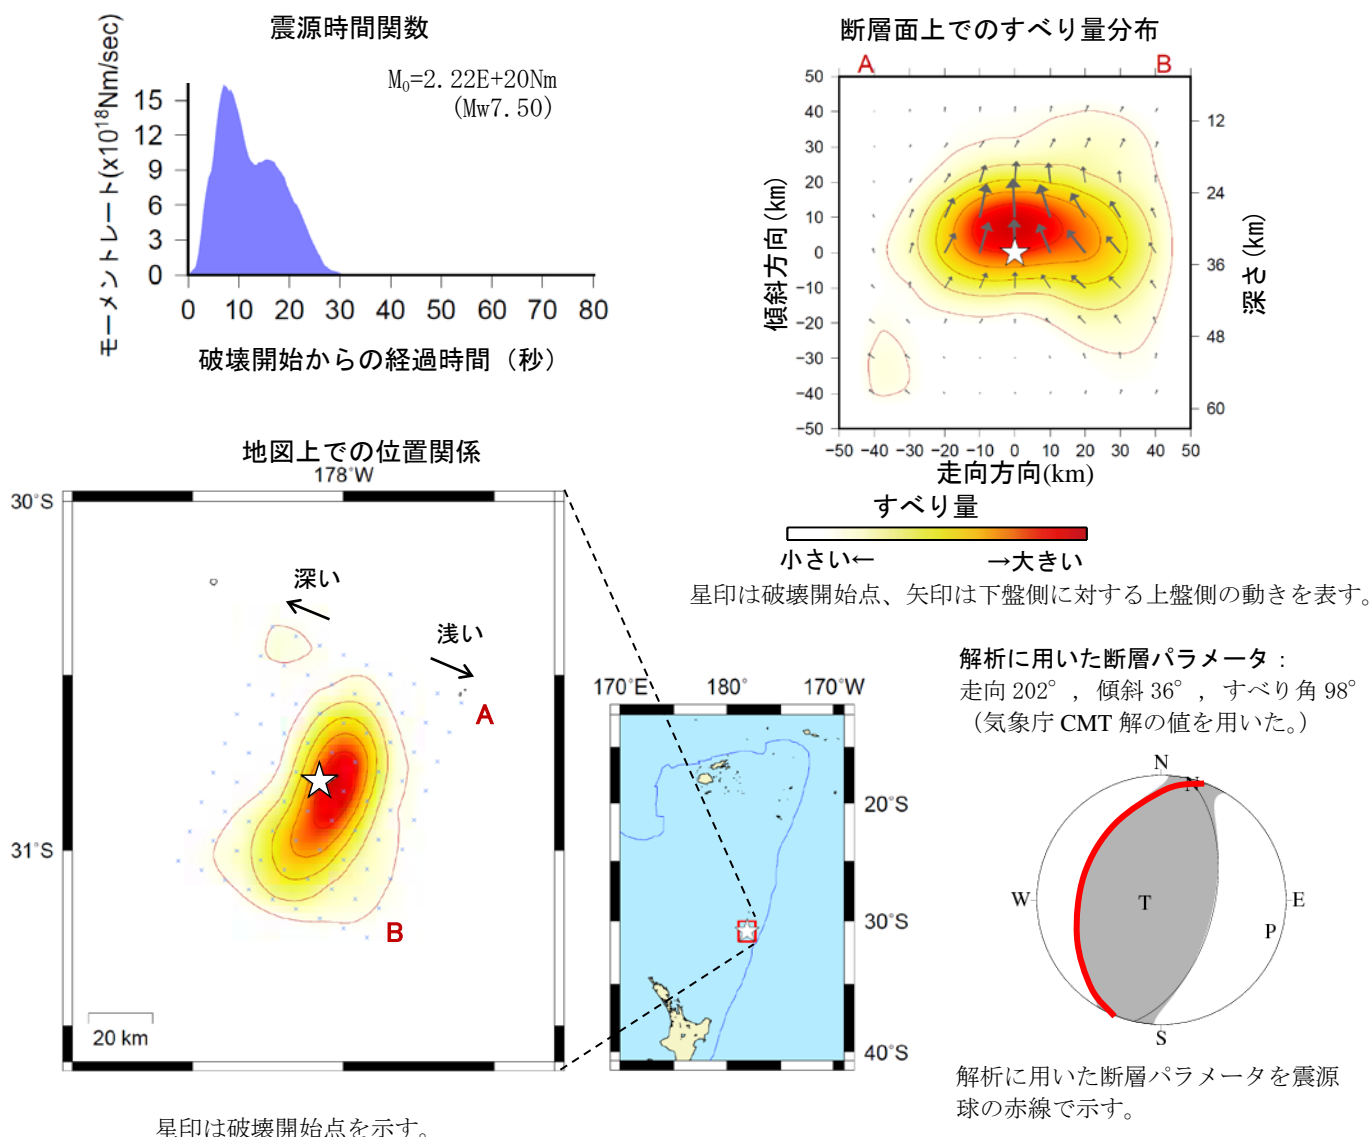 震源時間関数
M₀=2.22E+20Nm
(Mw7.50)
モーメントレート(x10¹⁸Nm/sec)
15
12
9
6
3
0
0 10 20 30 40 50 60 70 80
破壊開始からの経過時間（秒）
断層面上でのすべり量分布
A B
傾斜方向(km)
50
40
30
20
10
0
−10
−20
−30
−40
−50
12
24
36
48
60
深さ(km)
−50 −40 −30 −20 −10 0 10 20 30 40 50
走向方向(km)
すべり量
小さい← →大きい
星印は破壊開始点、矢印は下盤側に対する上盤側の動きを表す。
地図上での位置関係
178°W
30°S
31°S
深い
浅い
A
B
20 km
星印は破壊開始点を示す。
170°E 180° 170°W
20°S
30°S
40°S
解析に用いた断層パラメータ：
走向 202°，傾斜 36°，すべり角 98°
（気象庁 CMT 解の値を用いた。）
N
N
W
T
E
P
S
解析に用いた断層パラメータを震源
球の赤線で示す。